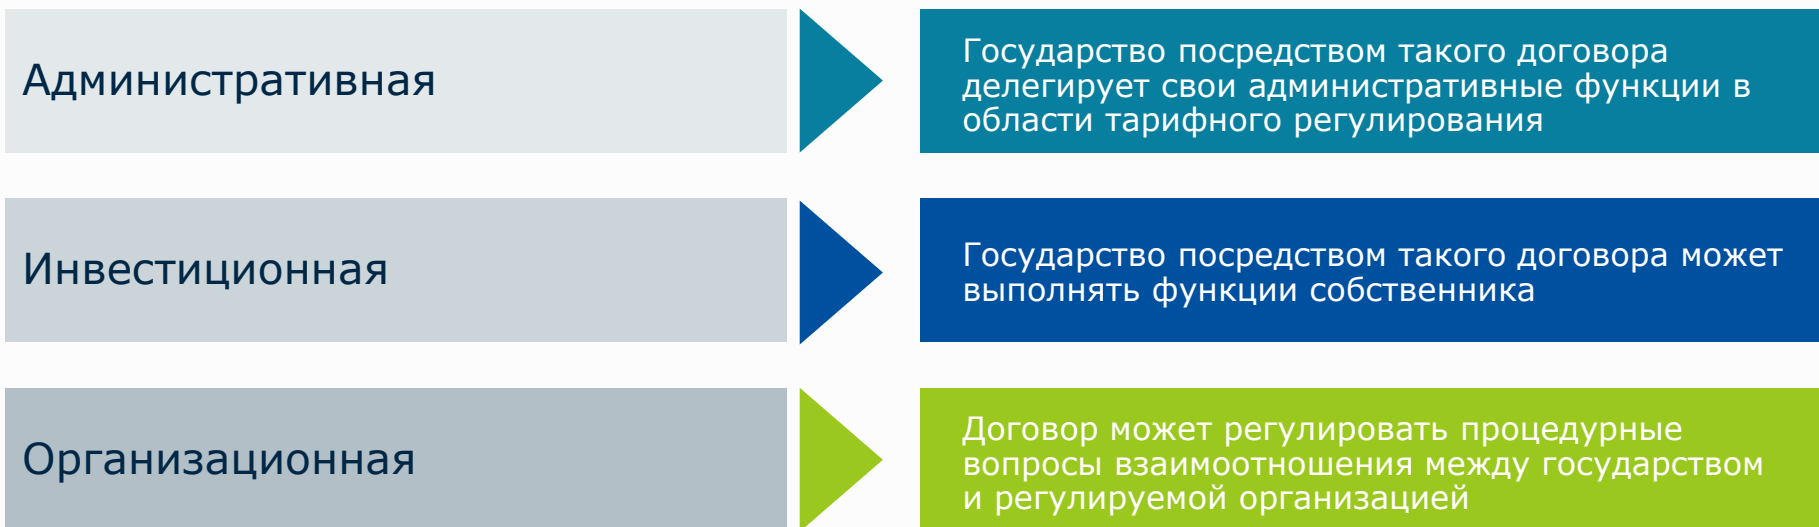 Административная
Государство посредством такого договора
делегирует свои административные функции в
области тарифного регулирования
Инвестиционная
Государство посредством такого договора может
выполнять функции собственника
Организационная
Договор может регулировать процедурные
вопросы взаимоотношения между государством
и регулируемой организацией